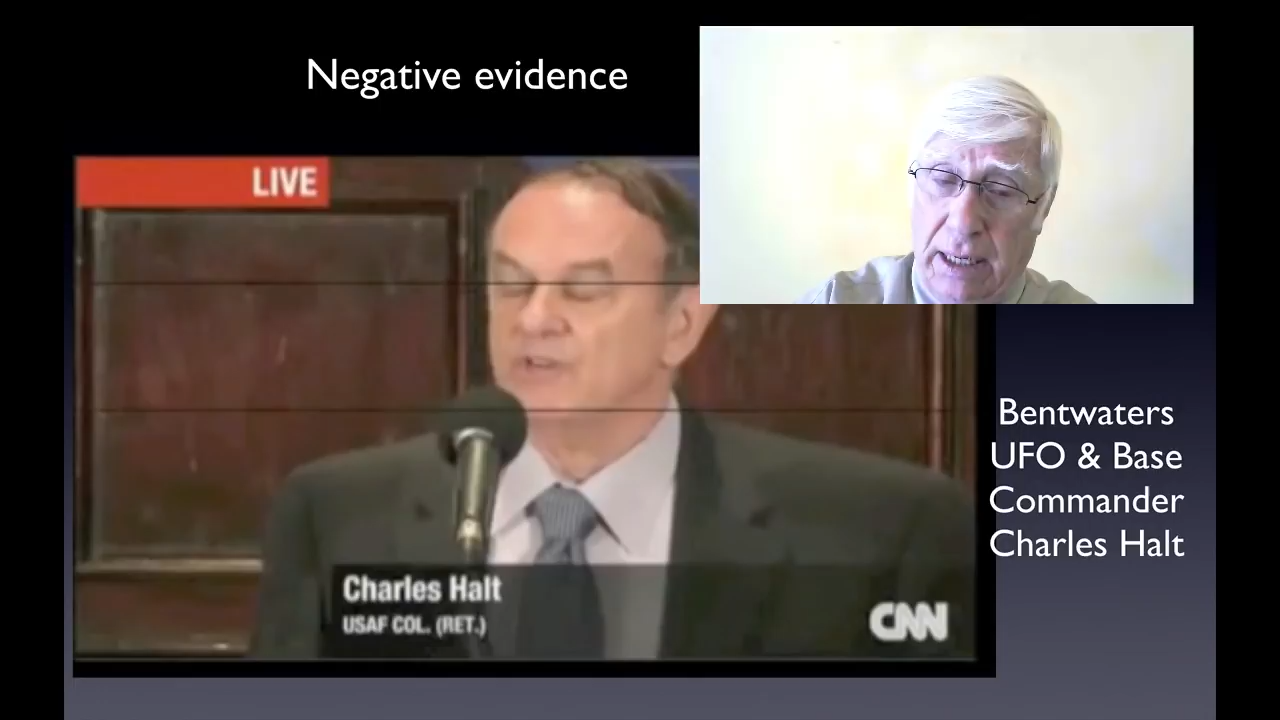 Negative evidence
LIVE
Bentwaters
UFO & Base
Commander
Charles Halt
Charles Halt
USAF COL. (RET.)
CNN